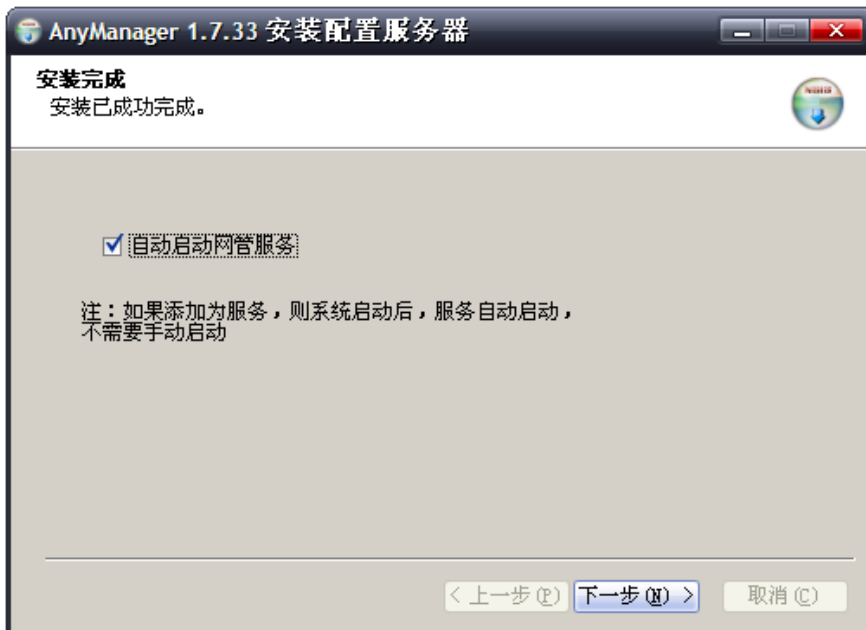 AnyManager 1.7.33 安装配置服务器
安装完成
安装已成功完成。
自动启动网管服务
注：如果添加为服务，则系统启动后，服务自动启动，
不需要手动启动
< 上一步(P) 下一步(N) > 取消(C)